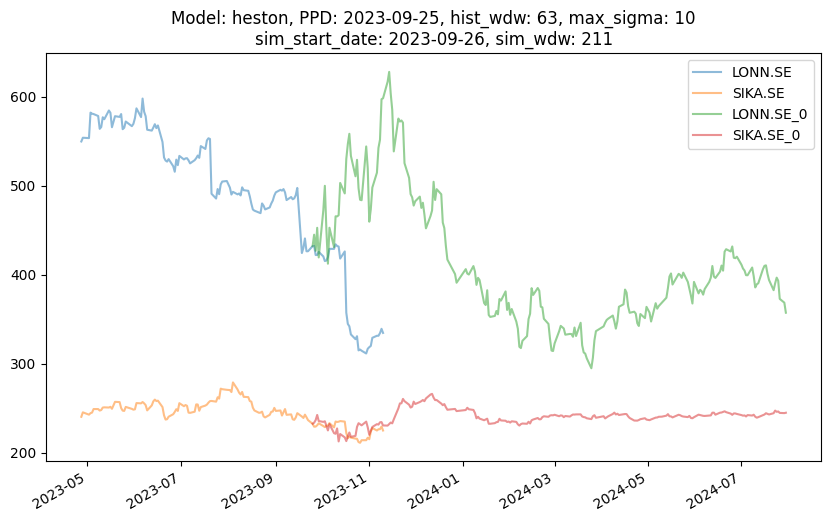 Model: heston, PPD: 2023-09-25, hist_wdw: 63, max_sigma: 10
sim_start_date: 2023-09-26, sim_wdw: 211
LONN.SE
SIKA.SE
LONN.SE_0
SIKA.SE_0
600
500
400
300
200
2023-05
2023-07
2023-09
2023-11
2024-01
2024-03
2024-05
2024-07